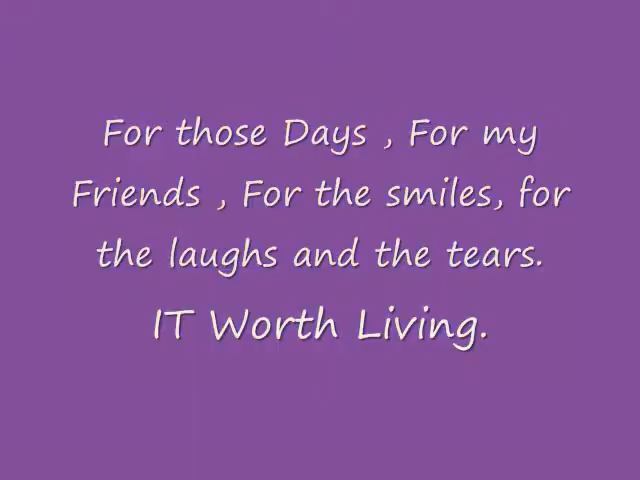 For those Days , For my
Friends , For the smiles, for
the laughs and the tears.
IT Worth Living.